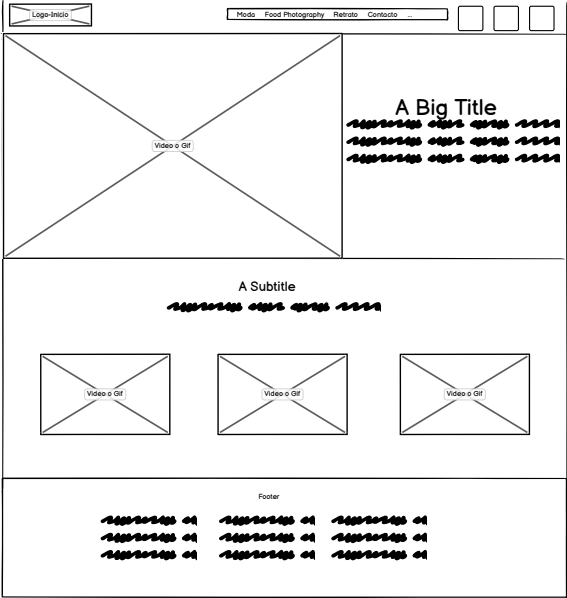 Logo-Inicio
Moda Food Photography Retrato Contacto ...
A Big Title
Video o Gif
A Subtitle
Video o Gif Video o Gif Video o Gif
Footer